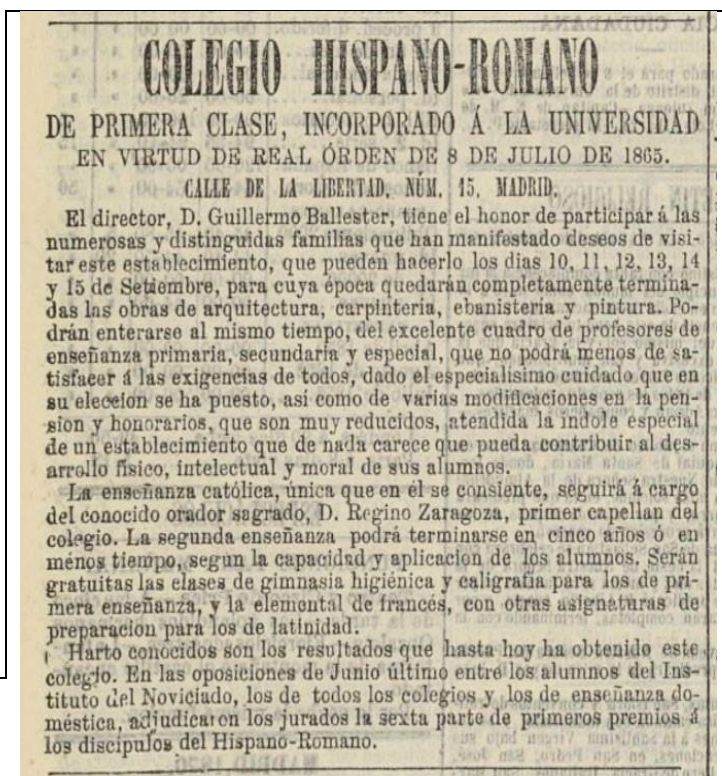 COLEGIO HISPANO-ROMANO
DE PRIMERA CLASE, INCORPORADO Á LA UNIVERSIDAD
EN VIRTUD DE REAL ÓRDEN DE 8 DE JULIO DE 1865.
CALLE DE LA LIBERTAD, NÚM. 15, MADRID.
El director, D. Guillermo Ballester, tiene el honor de participar á las
numerosas y distinguidas familias que han manifestado deseos de visi-
tar este establecimiento, que pueden hacerlo los dias 10, 11, 12, 13, 14
y 15 de Setiembre, para cuya época quedarán completamente termina-
das las obras de arquitectura, carpinteria, ebanisteria y pintura. Po-
drán enterarse al mismo tiempo, del excelente cuadro de profesores de
enseñanza primaria, secundaria y especial, que no podrá menos de sa-
tisfacer á las exigencias de todos, dado el especialisimo cuidado que en
su eleccion se ha puesto, asi como de varias modificaciones en la pen-
sion y honorarios, que son muy reducidos, atendida la indole especial
de un establecimiento que de nada carece que pueda contribuir al des-
arrollo fisico, intelectual y moral de sus alumnos.
La enseñanza católica, única que en él se consiente, seguirá á cargo
del conocido orador sagrado, D. Regino Zaragoza, primer capellan del
colegio. La segunda enseñanza podrá terminarse en cinco años ó en
ménos tiempo, segun la capacidad y aplicacion de los alumnos. Serán
gratuitas las clases de gimnasia higiénica y caligrafia para los de pri-
mera enseñanza, y la elemental de francés, con otras asignaturas de
preparacion para los de latinidad.
Harto conocidos son los resultados que hasta hoy ha obtenido este
colegio. En las oposiciones de Junio último entre los alumnos del Ins-
tituto del Noviciado, los de todos los colegios y los de enseñanza do-
méstica, adjudicaron los jurados la sexta parte de primeros premios á
los discipulos del Hispano-Romano.